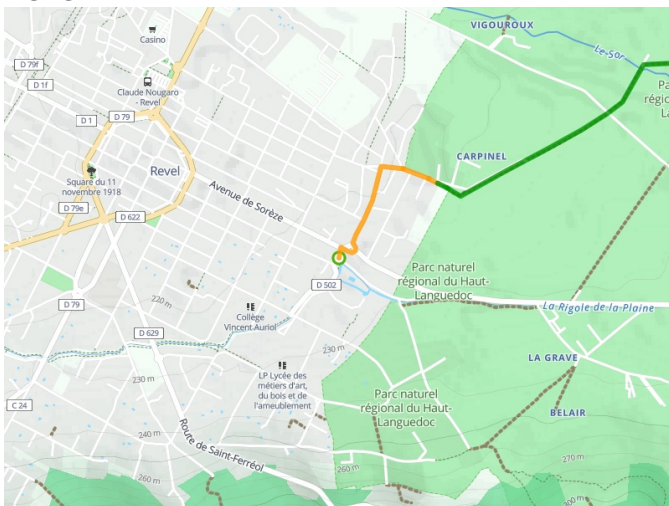 VIGOUROUX
Le Sor
Casino
D 79f
D 1f
Claude Nougaro
- Revel
Pa
régio
La
D 1
D 79
CARPINEL
Revel
Square du 11
novembre 1918
Avenue de Sorèze
D 79e
D 622
Parc naturel
régional du Haut-
Languedoc
D 502
220 m
D 79
La Rigole de la Plaine
Collège
Vincent Auriol
D 629
230 m
LA GRAVE
LP Lycée des
métiers d'art,
du bois et de
l'ameublement
230 m
Parc naturel
régional du Haut-
Languedoc
C 24
BELAIR
240 m
Route de Saint-Ferréol
260 m
270 m
260 m
300 m